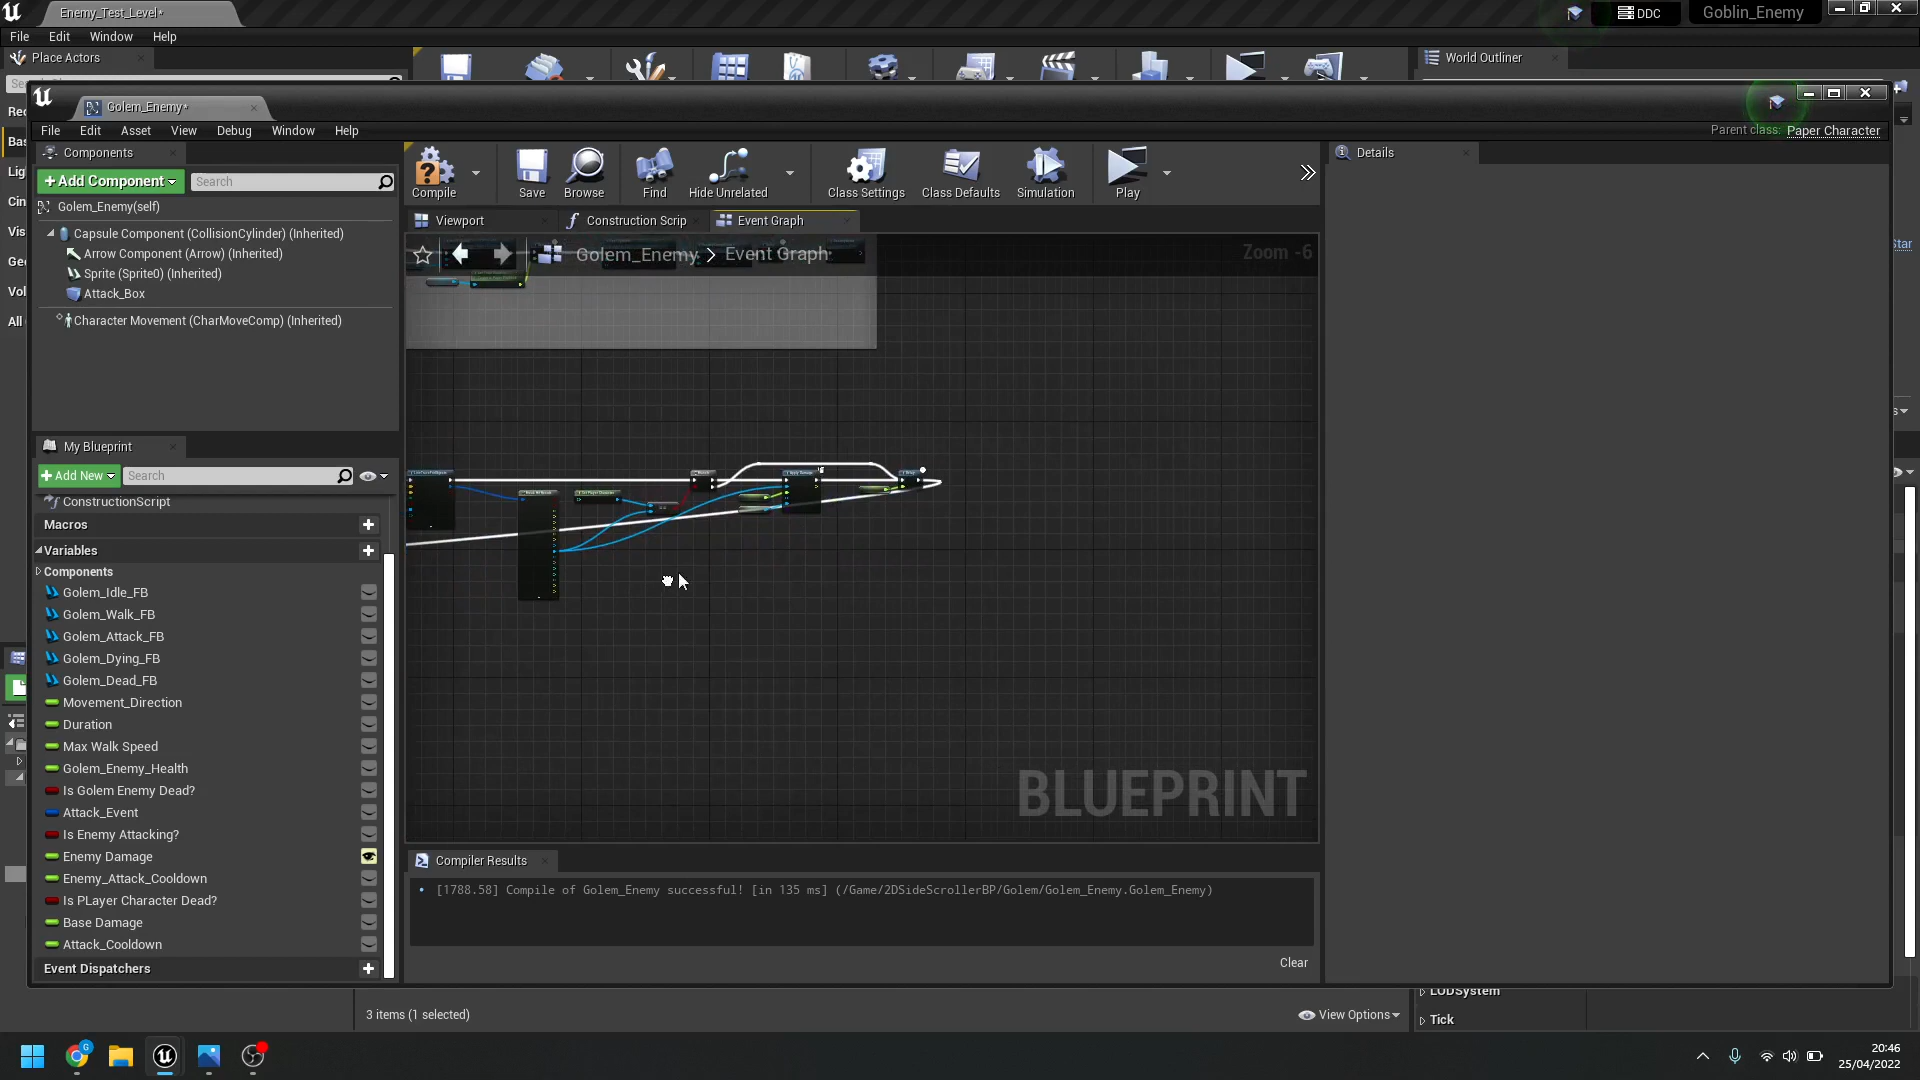 Enemy_Test_Level*
DDC
Goblin_Enemy
File Edit Window Help
Place Actors
World Outliner
Golem_Enemy*
File Edit Asset View Debug Window Help
Parent class: Paper Character
Components
+Add Component
Search
Compile
Save
Browse
Find
Hide Unrelated
Class Settings
Class Defaults
Simulation
Play
Details
Golem_Enemy(self)
Capsule Component (CollisionCylinder) (Inherited)
Arrow Component (Arrow) (Inherited)
Sprite (Sprite0) (Inherited)
Attack_Box
Character Movement (CharMoveComp) (Inherited)
Viewport
Construction Scrip
Event Graph
Golem_Enemy > Event Graph
Zoom -6
My Blueprint
+Add New
Search
ConstructionScript
Macros
Variables
Components
Golem_Idle_FB
Golem_Walk_FB
Golem_Attack_FB
Golem_Dying_FB
Golem_Dead_FB
Movement_Direction
Duration
Max Walk Speed
Golem_Enemy_Health
Is Golem Enemy Dead?
Attack_Event
Is Enemy Attacking?
Enemy Damage
Enemy_Attack_Cooldown
Is PLayer Character Dead?
Base Damage
Attack_Cooldown
Event Dispatchers
BLUEPRINT
Compiler Results
[1788.58] Compile of Golem_Enemy successful! [in 135 ms] (/Game/2DSideScrollerBP/Golem/Golem_Enemy.Golem_Enemy)
Clear
3 items (1 selected)
View Options
LODSystem
Tick
20:46
25/04/2022